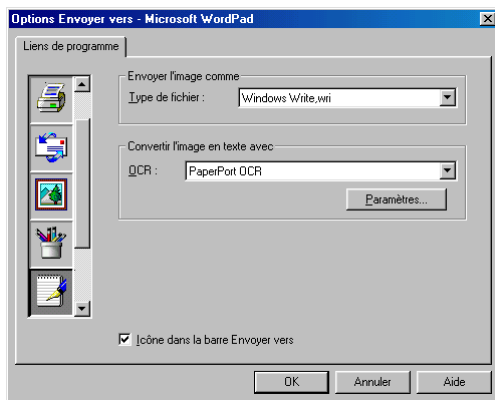 Options Envoyer vers - Microsoft WordPad
Liens de programme
Envoyer l'image comme
Type de fichier : Windows Write,wri
Convertir l'image en texte avec
OCR : PaperPort OCR
Paramètres...
Icône dans la barre Envoyer vers
OK Annuler Aide